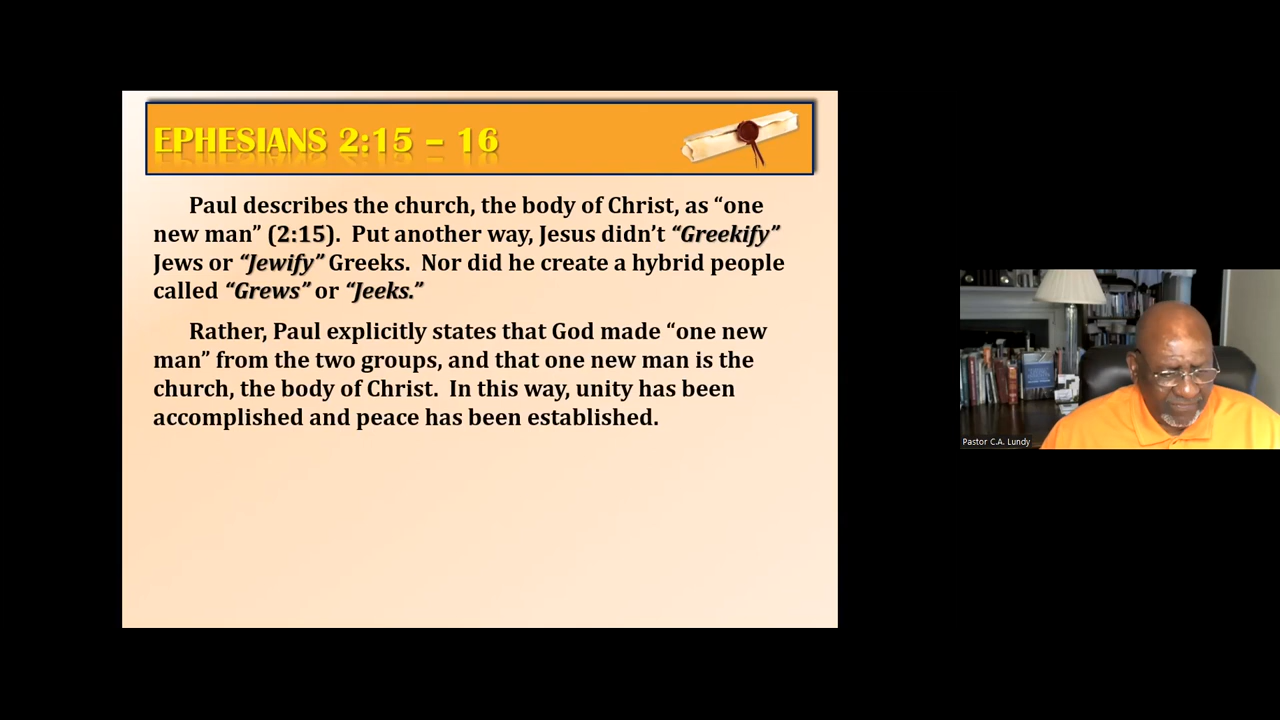 EPHESIANS 2:15 – 16
Paul describes the church, the body of Christ, as “one
new man” (2:15). Put another way, Jesus didn’t “Greekify”
Jews or “Jewify” Greeks. Nor did he create a hybrid people
called “Grews” or “Jeeks.”
Rather, Paul explicitly states that God made “one new
man” from the two groups, and that one new man is the
church, the body of Christ. In this way, unity has been
accomplished and peace has been established.
Pastor C.A. Lundy